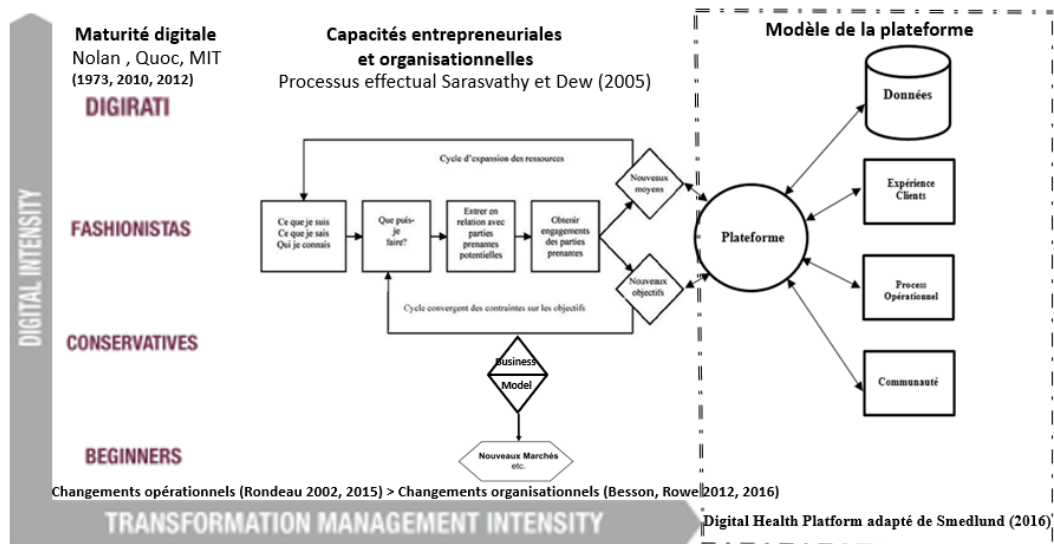 Maturité digitale
Nolan , Quoc, MIT
(1973, 2010, 2012)
Capacités entrepreneuriales
et organisationnelles
Processus effectual Sarasvathy et Dew (2005)
Modèle de la plateforme
DIGITAL INTENSITY
DIGIRATI
FASHIONISTAS
CONSERVATIVES
BEGINNERS
Cycle d'expansion des ressources
Ce que je suis
Ce que je sais
Qui je connais
Que puis-
je
faire?
Entrer en
relation avec
parties
prenantes
potentielles
Obtenir
engagements
des parties
prenantes
Nouveaux
moyens
Nouveaux
objectifs
Cycle convergent des contraintes sur les objectifs
Business
Model
Nouveaux Marchés
etc.
Plateforme
Données
Expérience
Clients
Process
Opérationnel
Communauté
Changements opérationnels (Rondeau 2002, 2015) > Changements organisationnels (Besson, Rowe 2012, 2016)
TRANSFORMATION MANAGEMENT INTENSITY
Digital Health Platform adapté de Smedlund (2016)